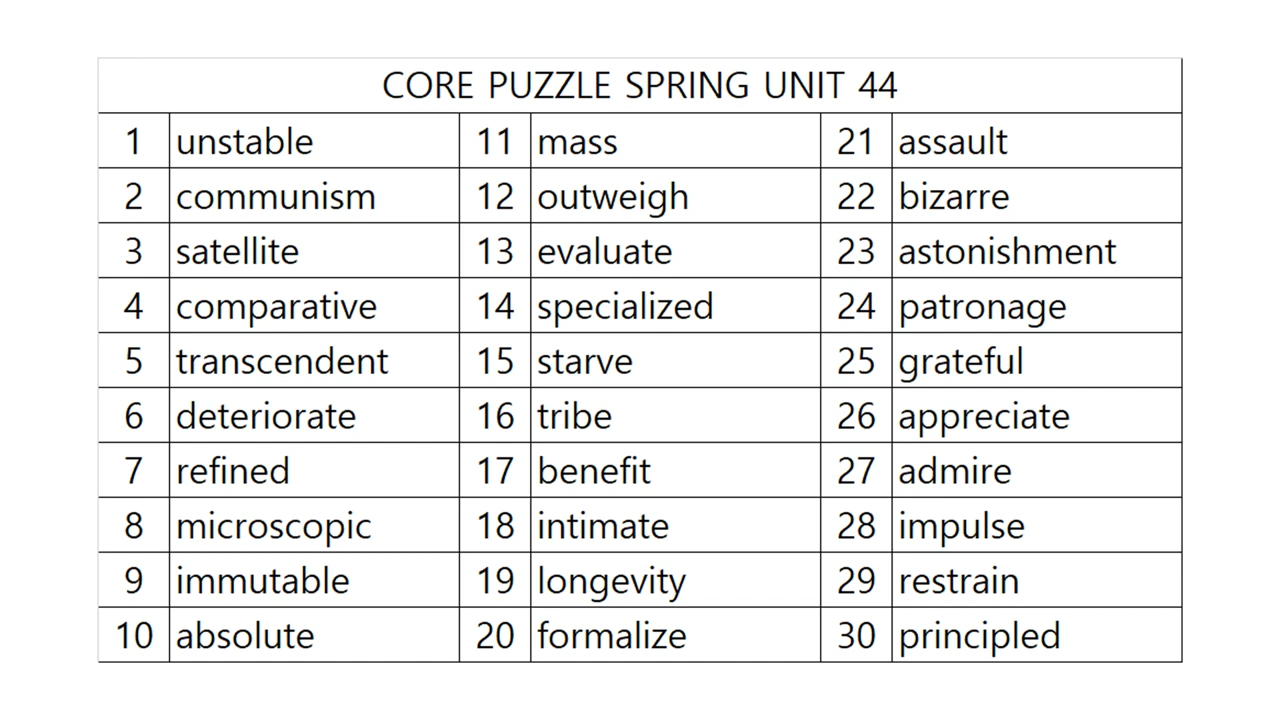 CORE PUZZLE SPRING UNIT 44
1 unstable 11 mass 21 assault
2 communism 12 outweigh 22 bizarre
3 satellite 13 evaluate 23 astonishment
4 comparative 14 specialized 24 patronage
5 transcendent 15 starve 25 grateful
6 deteriorate 16 tribe 26 appreciate
7 refined 17 benefit 27 admire
8 microscopic 18 intimate 28 impulse
9 immutable 19 longevity 29 restrain
10 absolute 20 formalize 30 principled